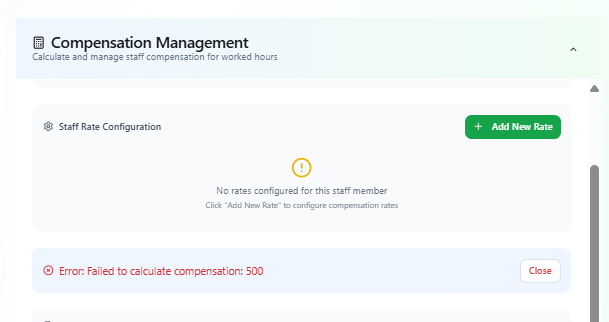 Compensation Management
Calculate and manage staff compensation for worked hours
Staff Rate Configuration
Add New Rate
No rates configured for this staff member
Click "Add New Rate" to configure compensation rates
Error: Failed to calculate compensation: 500
Close